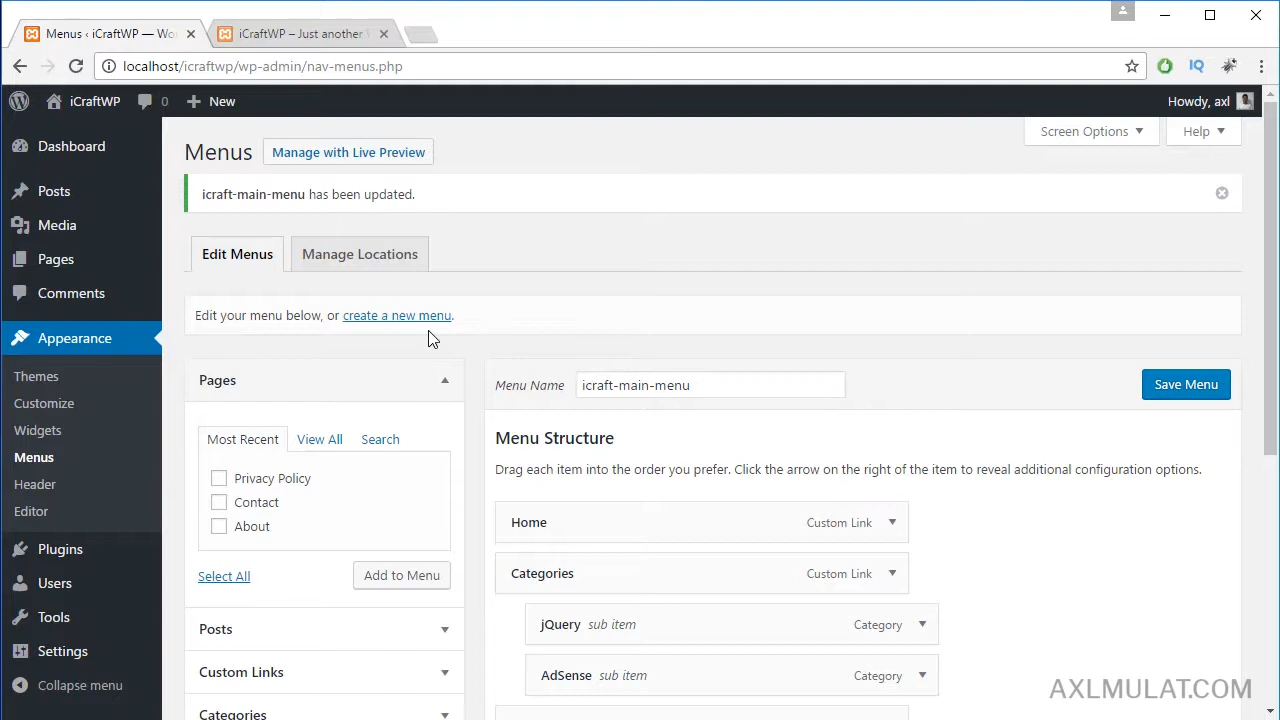 Menus ‹ iCraftWP — Wo
iCraftWP – Just another
localhost/icraftwp/wp-admin/nav-menus.php
IQ
iCraftWP
0
New
Howdy, axl
Dashboard
Posts
Media
Pages
Comments
Appearance
Themes
Customize
Widgets
Menus
Header
Editor
Plugins
Users
Tools
Settings
Collapse menu
Screen Options
Help
Menus
Manage with Live Preview
icraft-main-menu has been updated.
Edit Menus
Manage Locations
Edit your menu below, or create a new menu.
Pages
Most Recent
View All
Search
Privacy Policy
Contact
About
Select All
Add to Menu
Posts
Custom Links
Categories
Menu Name
icraft-main-menu
Save Menu
Menu Structure
Drag each item into the order you prefer. Click the arrow on the right of the item to reveal additional configuration options.
Home
Custom Link
Categories
Custom Link
jQuery sub item
Category
AdSense sub item
Category
AXLMULAT.COM